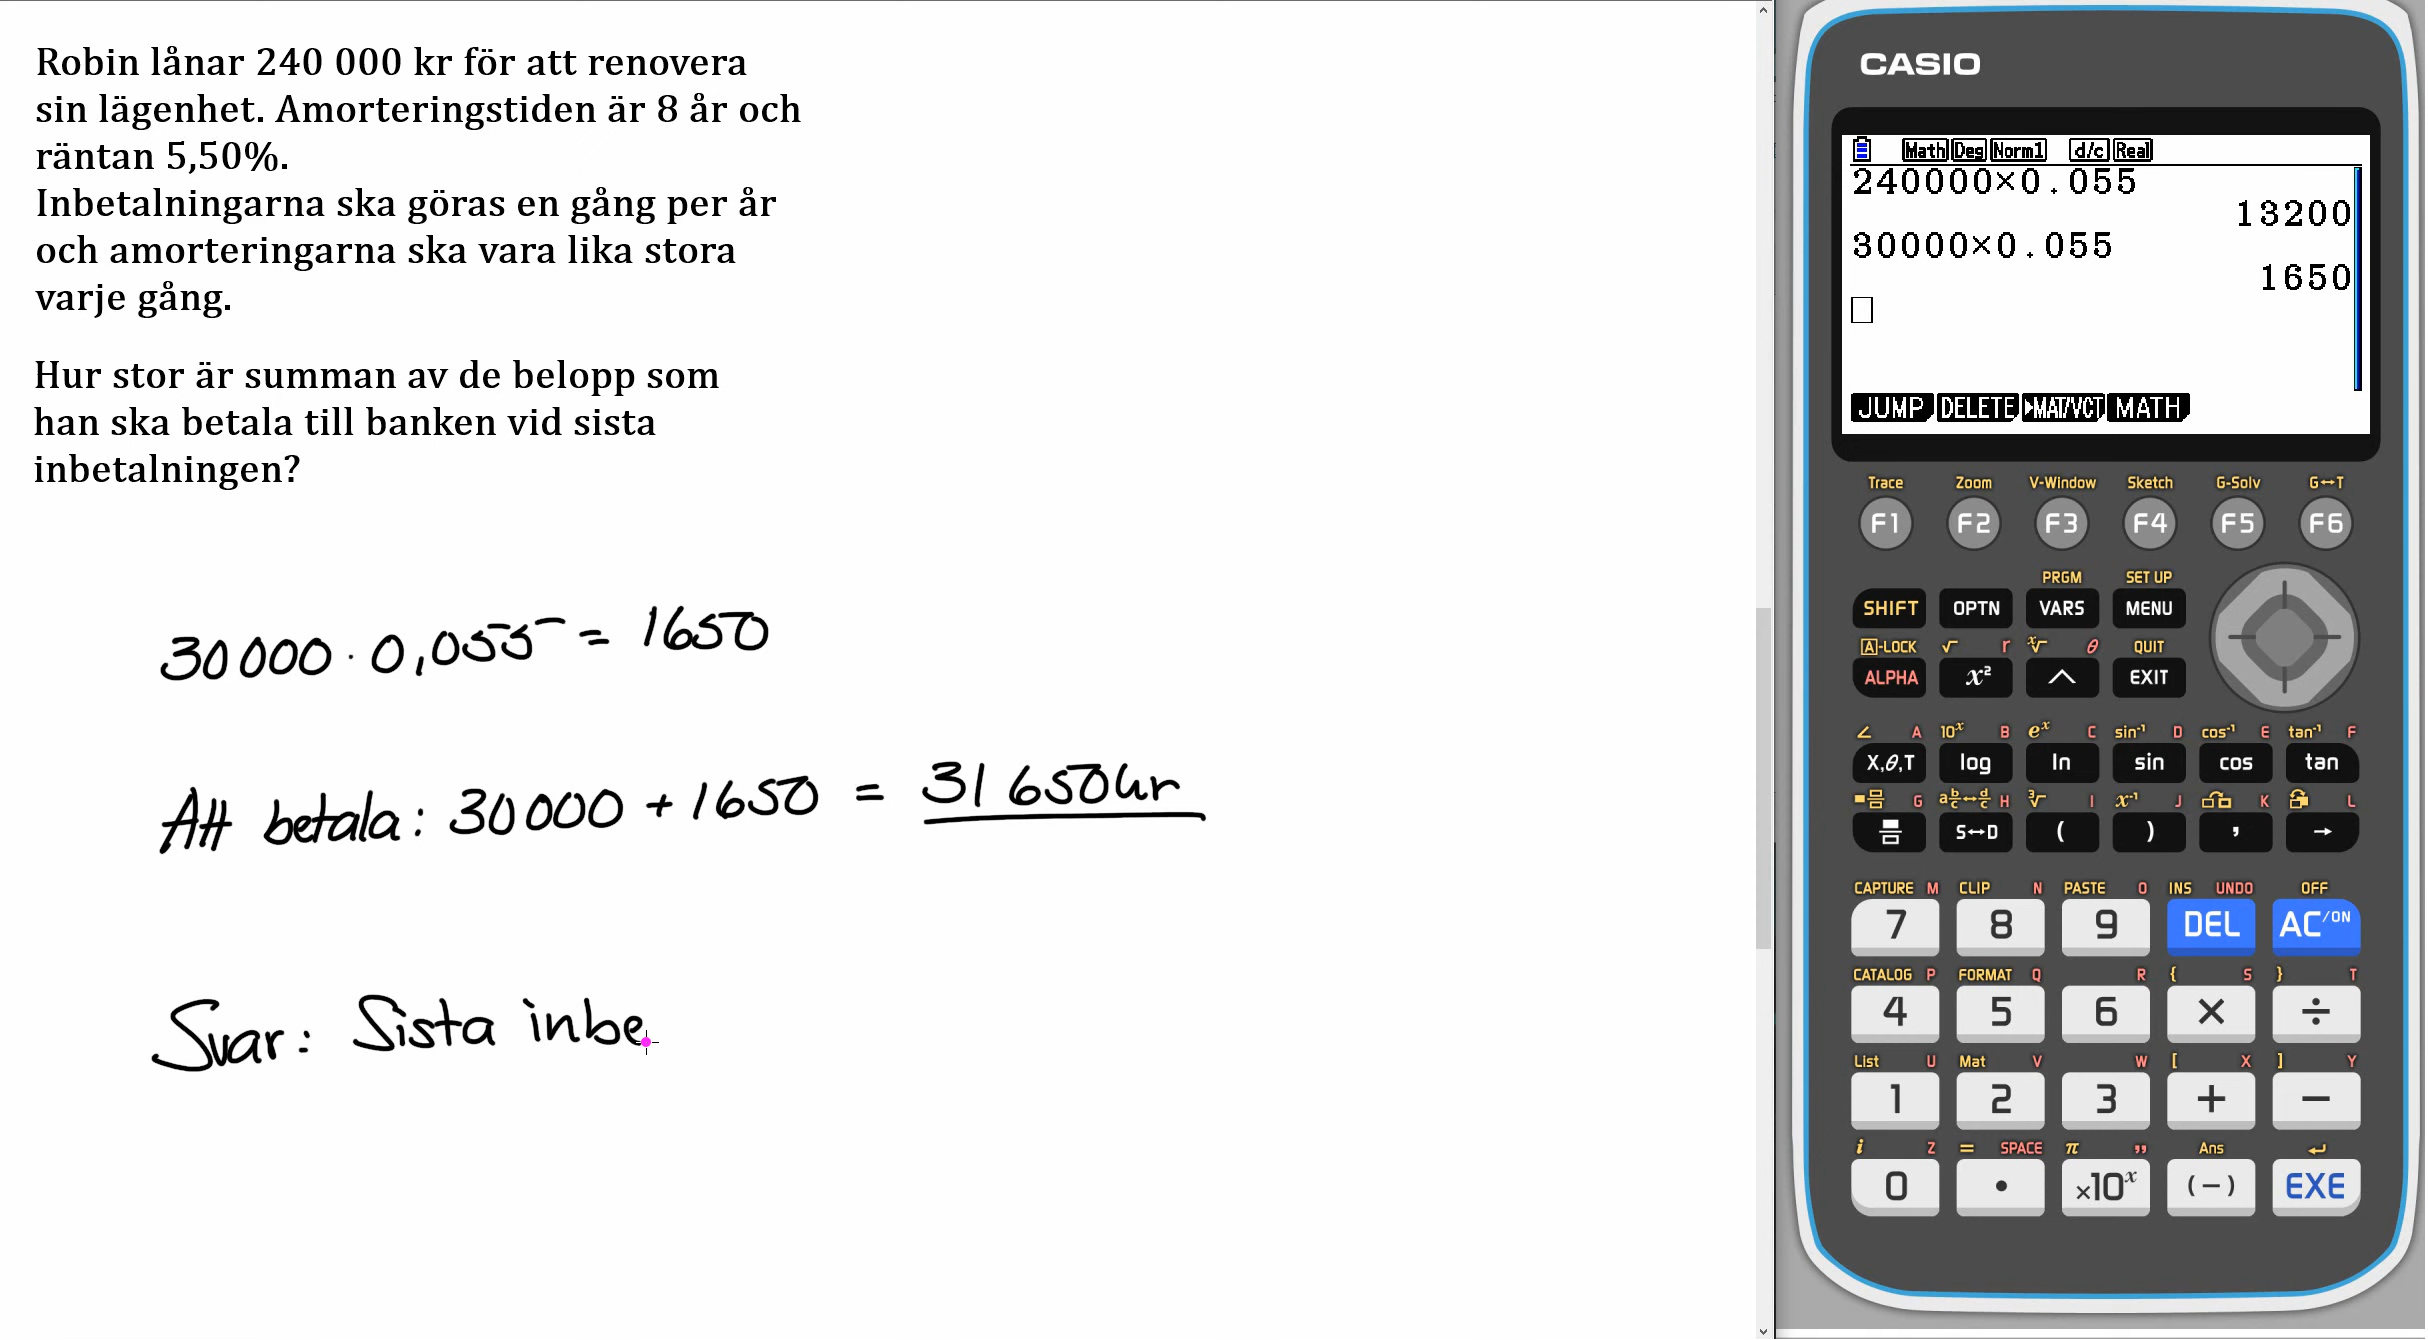 Robin lånar 240 000 kr för att renovera
sin lägenhet. Amorteringstiden är 8 år och
räntan 5,50%.
Inbetalningarna ska göras en gång per år
och amorteringarna ska vara lika stora
varje gång.
Hur stor är summan av de belopp som
han ska betala till banken vid sista
inbetalningen?
30 000 · 0,055 = 1650
Att betala: 30 000 + 1650 = 31 650 kr
Svar: Sista inbe
CASIO
Math Deg Norm1 d/c Real
240000×0.055
13200
30000×0.055
1650
JUMP DELETE ▶MAT/VCT MATH
Trace Zoom V-Window Sketch G-Solv G↔T
F1 F2 F3 F4 F5 F6
PRGM SET UP
SHIFT OPTN VARS MENU
A-LOCK √ r ˣ√ θ QUIT
ALPHA x² ^ EXIT
∠ A 10ˣ B eˣ C sin⁻¹ D cos⁻¹ E tan⁻¹ F
X,θ,T log ln sin cos tan
G a b/c↔d/c H ³√ I x⁻¹ J K L
S↔D ( ) , →
CAPTURE M CLIP N PASTE O INS UNDO OFF
7 8 9 DEL AC/ON
CATALOG P FORMAT Q R { S } T
4 5 6 × ÷
List U Mat V W [ X ] Y
1 2 3 + −
i Z = SPACE π " Ans ↵
0 • ×10ˣ (−) EXE